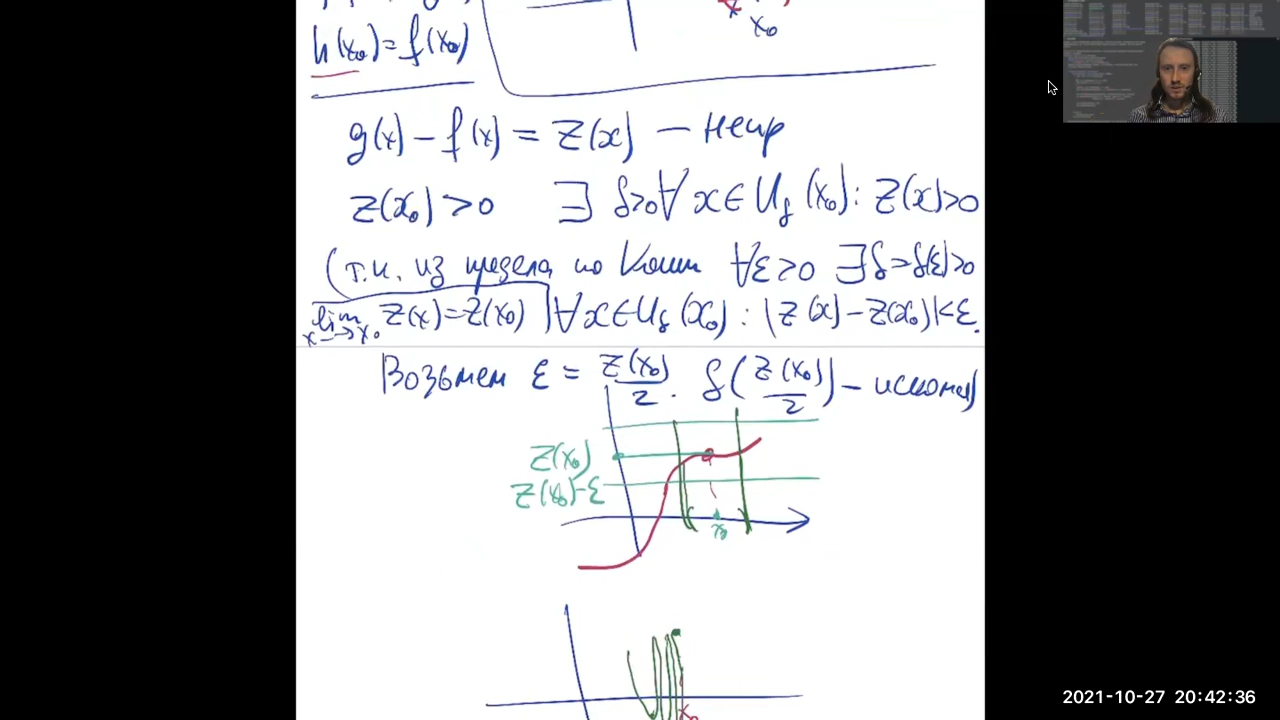 h(x₀)=f(x₀)
x₀
g(x) – f(x) = z(x) – непр
z(x₀) > 0 ∃ δ>0 ∀ x ∈ U_δ (x₀): z(x)>0
(т.к. из предела по Коши ∀ε>0 ∃δ=δ(ε)>0
lim x→x₀ z(x)=z(x₀) ∀x∈U_δ(x₀): |z(x)–z(x₀)|<ε.
Возьмем ε = z(x₀)/2. δ(z(x₀)/2) – искомая)
z(x₀)
z(x₀)-ε
x₀
x₀
2021-10-27 20:42:36